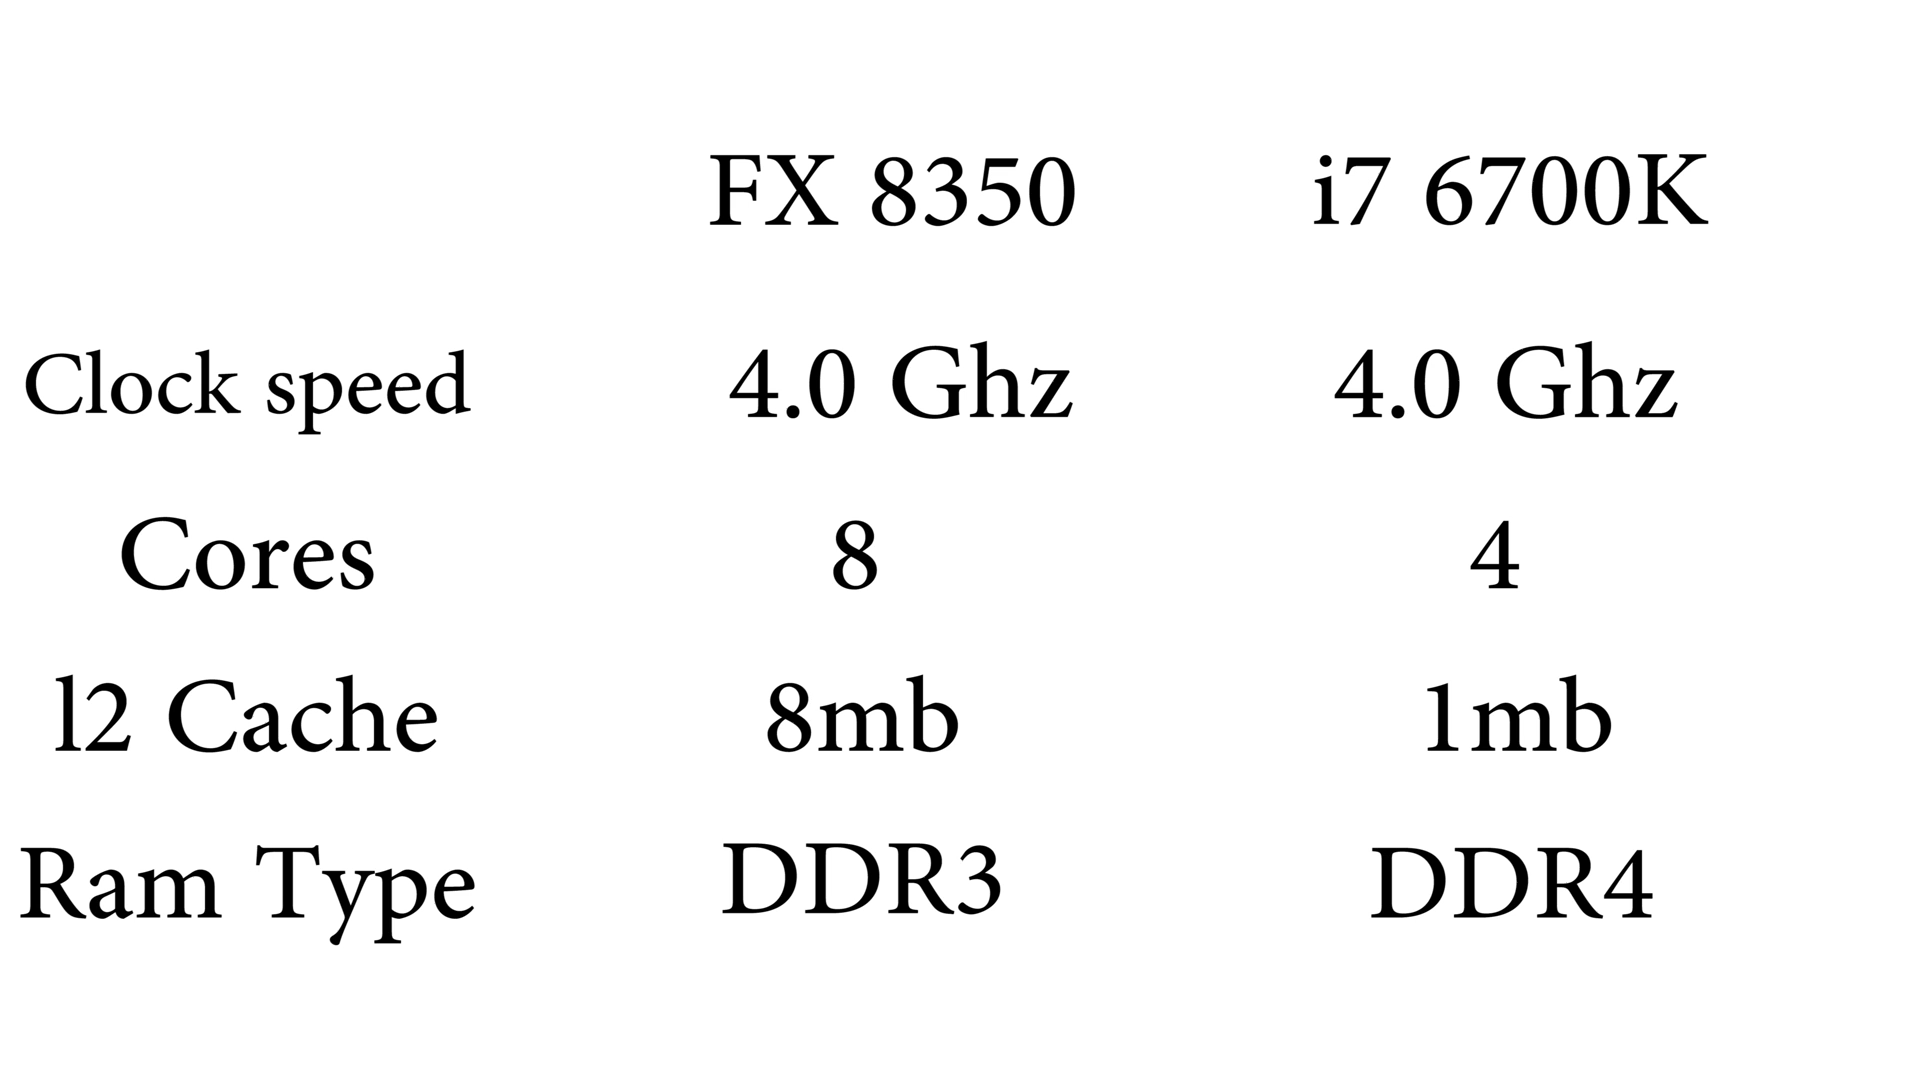 FX 8350 i7 6700K
Clock speed 4.0 Ghz 4.0 Ghz
Cores 8 4
l2 Cache 8mb 1mb
Ram Type DDR3 DDR4